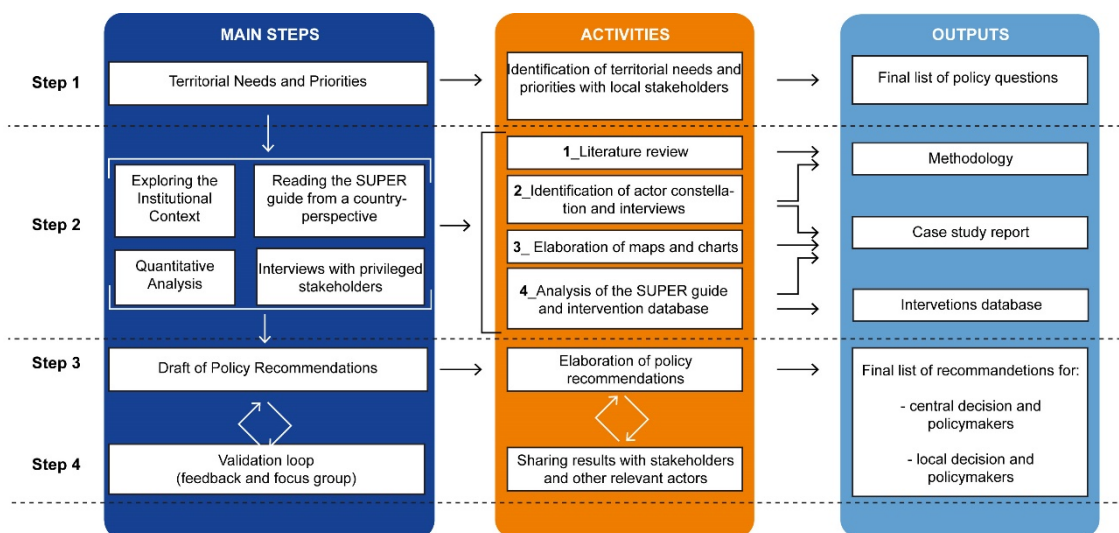 MAIN STEPS
ACTIVITIES
OUTPUTS
Step 1
Territorial Needs and Priorities
Identification of territorial needs and
priorities with local stakeholders
Final list of policy questions
Step 2
Exploring the
Institutional
Context
Reading the SUPER
guide from a country-
perspective
Quantitative
Analysis
Interviews with privileged
stakeholders
1_Literature review
2_Identification of actor constella-
tion and interviews
3_ Elaboration of maps and charts
4_Analysis of the SUPER guide
and intervention database
Methodology
Case study report
Intervetions database
Step 3
Draft of Policy Recommendations
Elaboration of policy
recommendations
Final list of recommandetions for:
- central decision and
policymakers
- local decision and
policymakers
Step 4
Validation loop
(feedback and focus group)
Sharing results with stakeholders
and other relevant actors